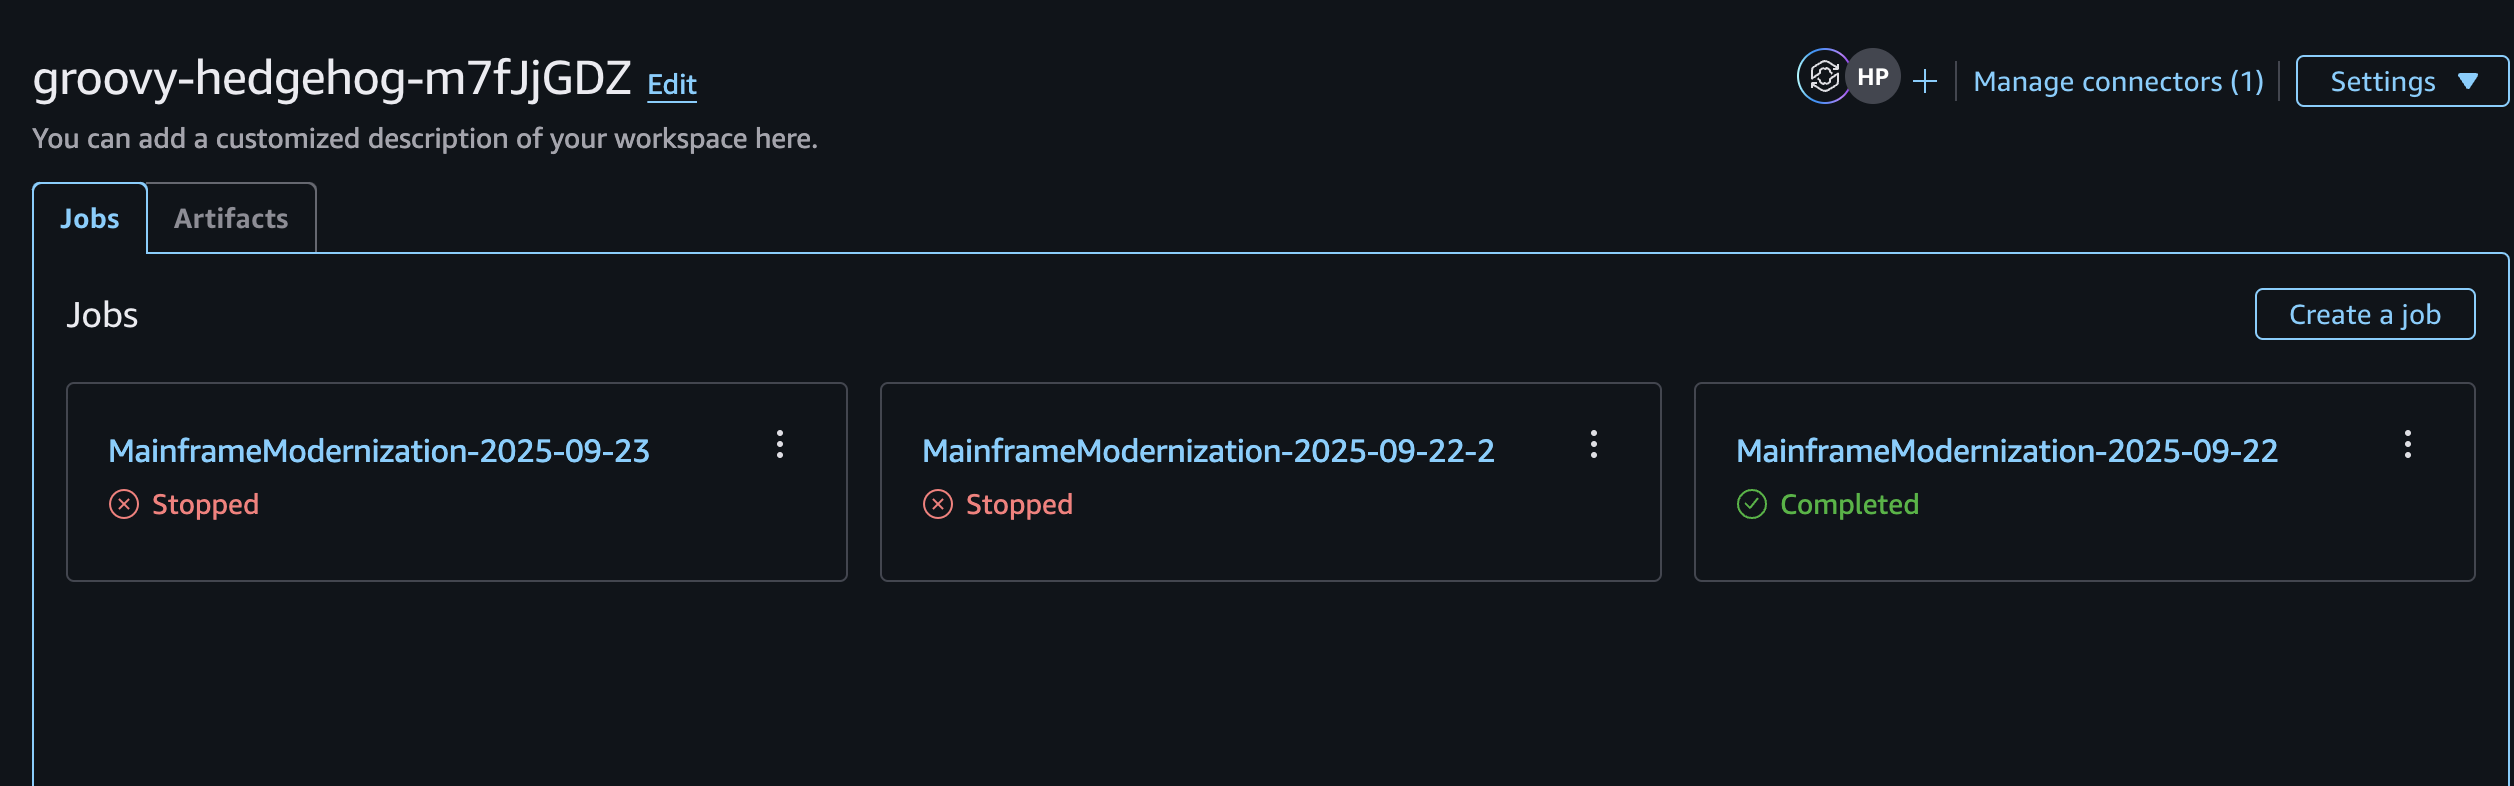 groovy-hedgehog-m7fJjGDZ Edit
HP + Manage connectors (1) Settings
You can add a customized description of your workspace here.
Jobs Artifacts
Jobs Create a job
MainframeModernization-2025-09-23
Stopped
MainframeModernization-2025-09-22-2
Stopped
MainframeModernization-2025-09-22
Completed